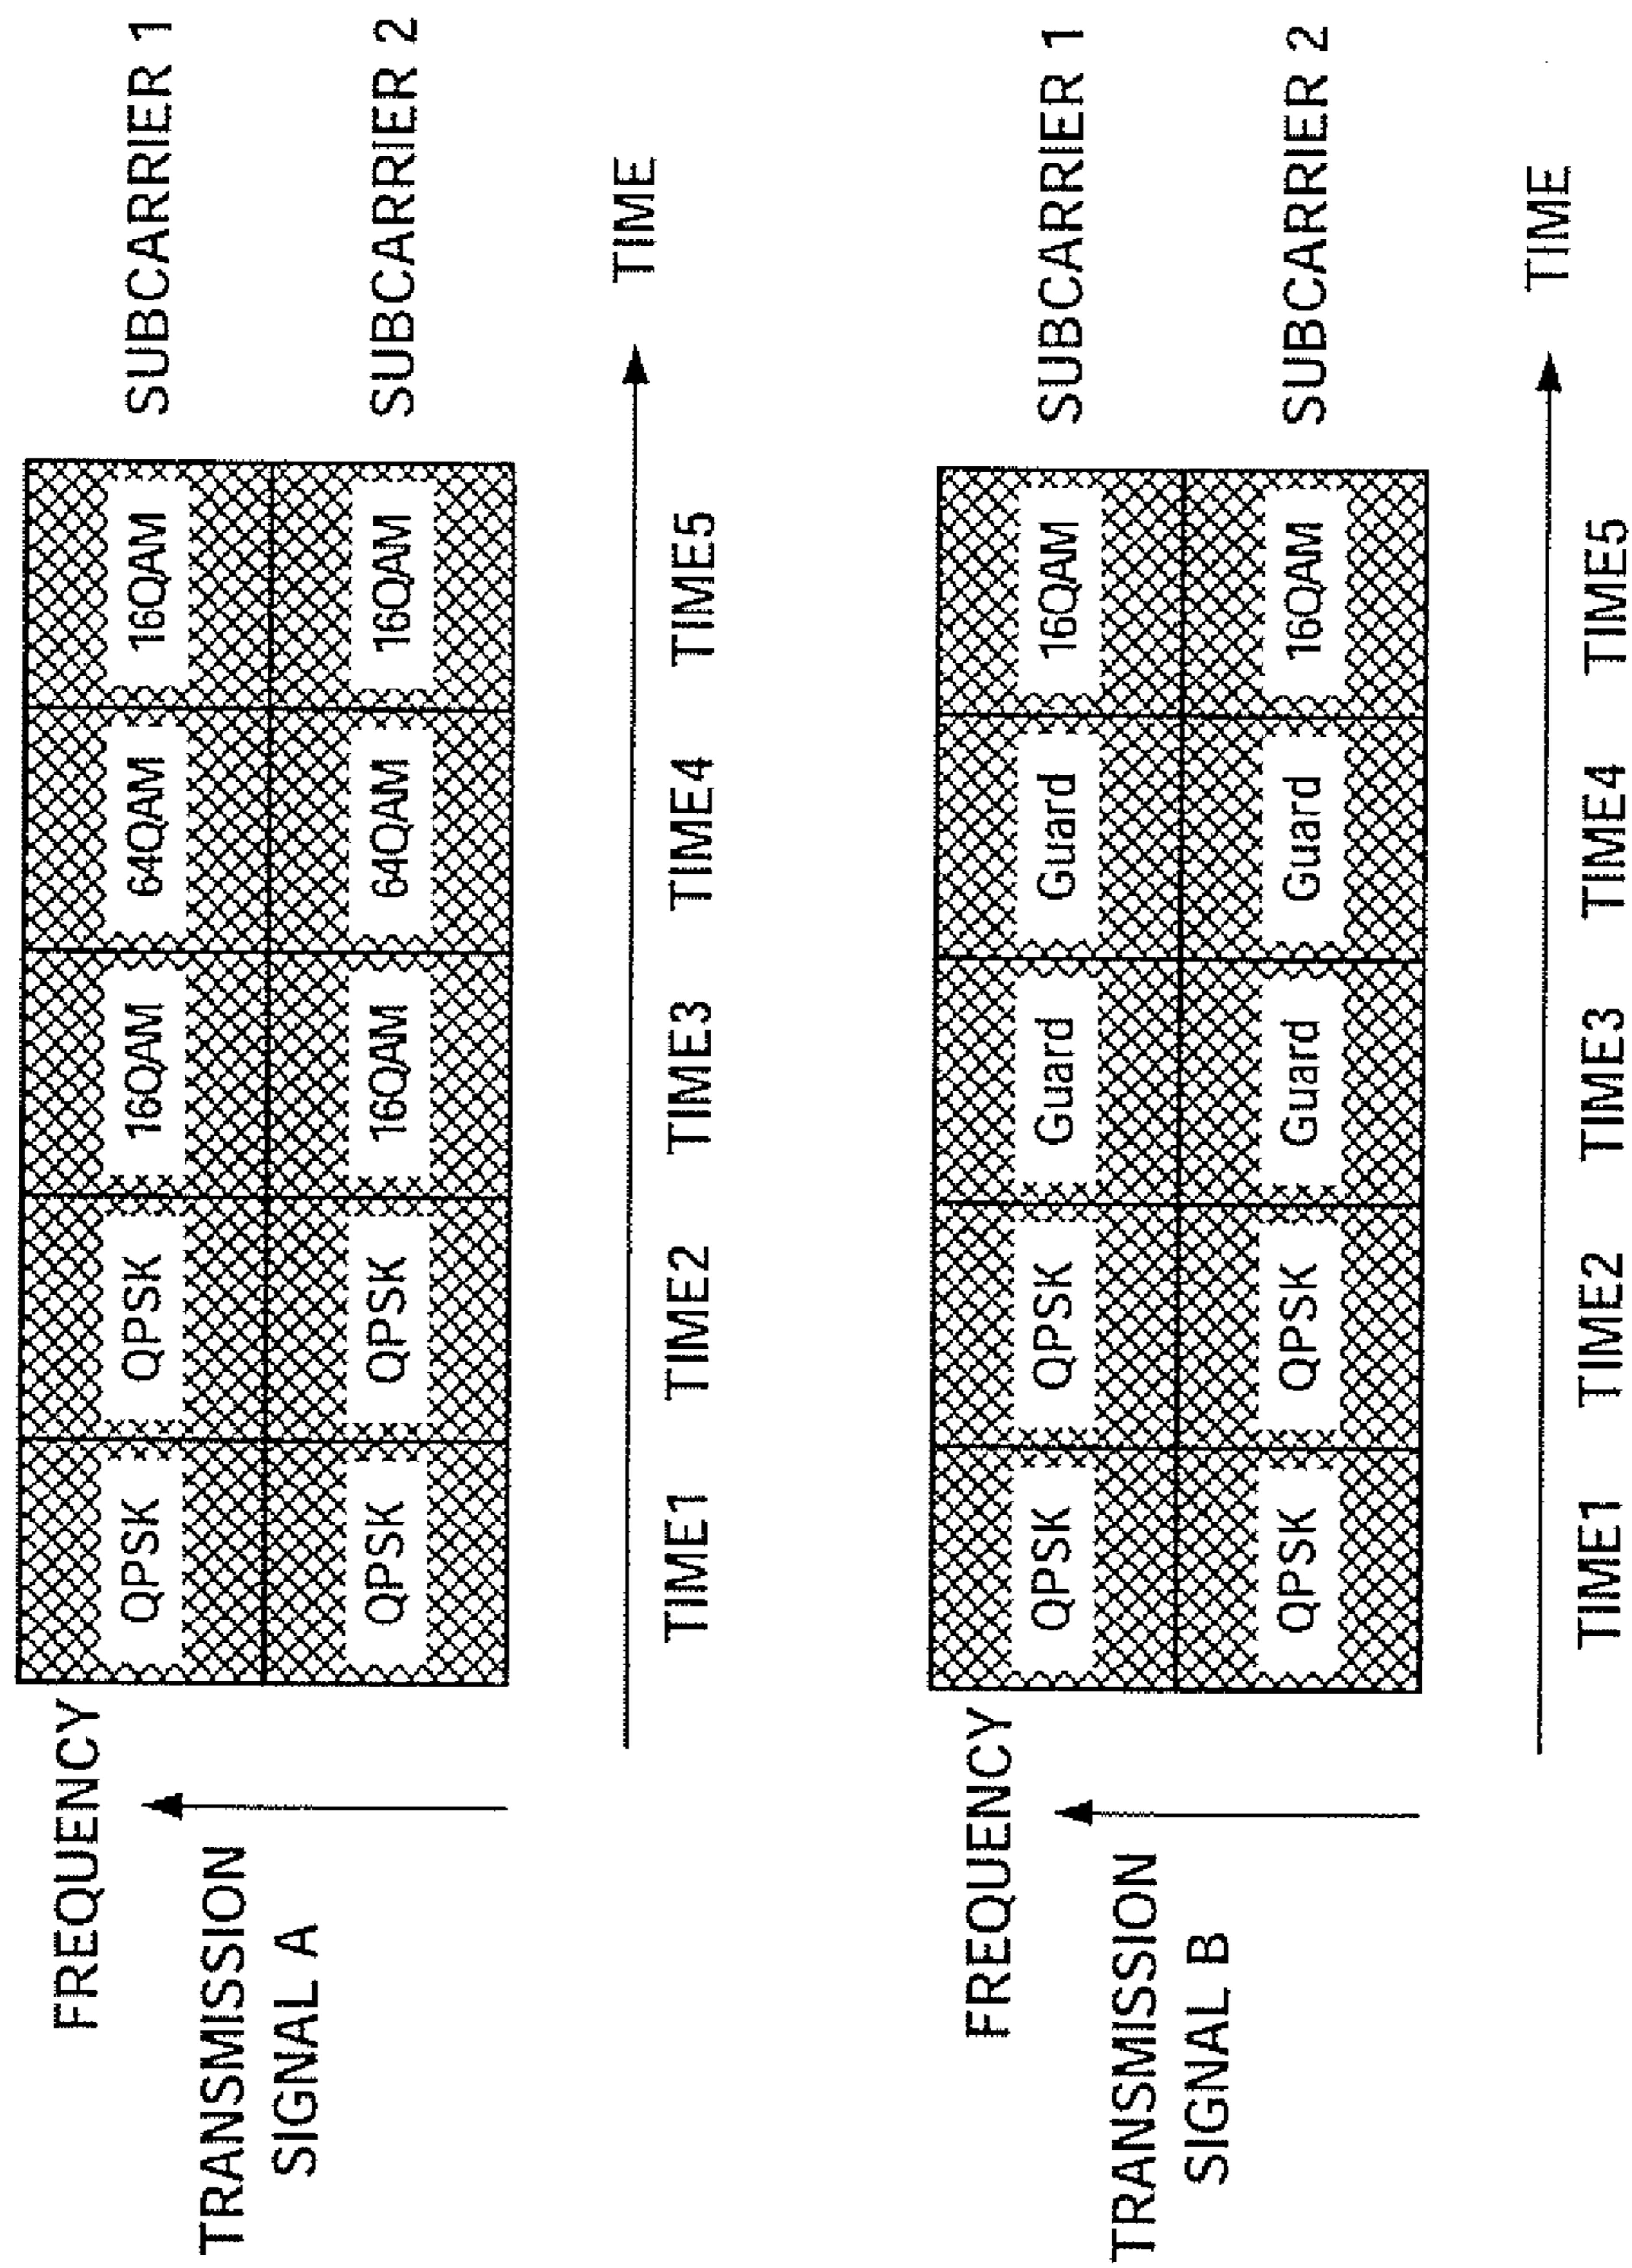 FREQUENCY
TRANSMISSION
SIGNAL A
QPSK QPSK 16QAM 64QAM 16QAM SUBCARRIER 1
QPSK QPSK 16QAM 64QAM 16QAM SUBCARRIER 2
TIME
TIME1 TIME2 TIME3 TIME4 TIME5
FREQUENCY
TRANSMISSION
SIGNAL B
QPSK QPSK Guard Guard 16QAM SUBCARRIER 1
QPSK QPSK Guard Guard 16QAM SUBCARRIER 2
TIME
TIME1 TIME2 TIME3 TIME4 TIME5